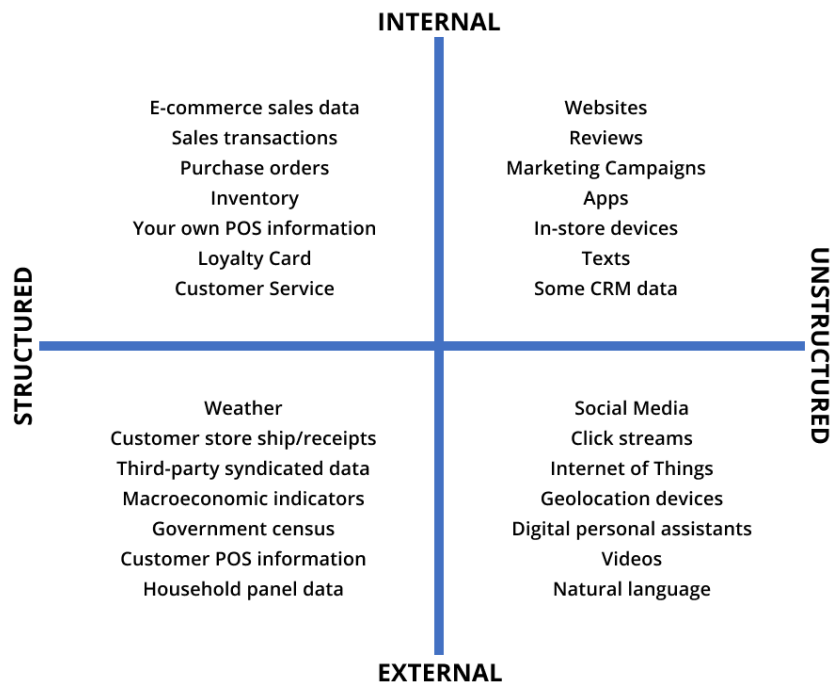 INTERNAL
E-commerce sales data
Sales transactions
Purchase orders
Inventory
Your own POS information
Loyalty Card
Customer Service
Websites
Reviews
Marketing Campaigns
Apps
In-store devices
Texts
Some CRM data
STRUCTURED
UNSTRUCTURED
Weather
Customer store ship/receipts
Third-party syndicated data
Macroeconomic indicators
Government census
Customer POS information
Household panel data
Social Media
Click streams
Internet of Things
Geolocation devices
Digital personal assistants
Videos
Natural language
EXTERNAL